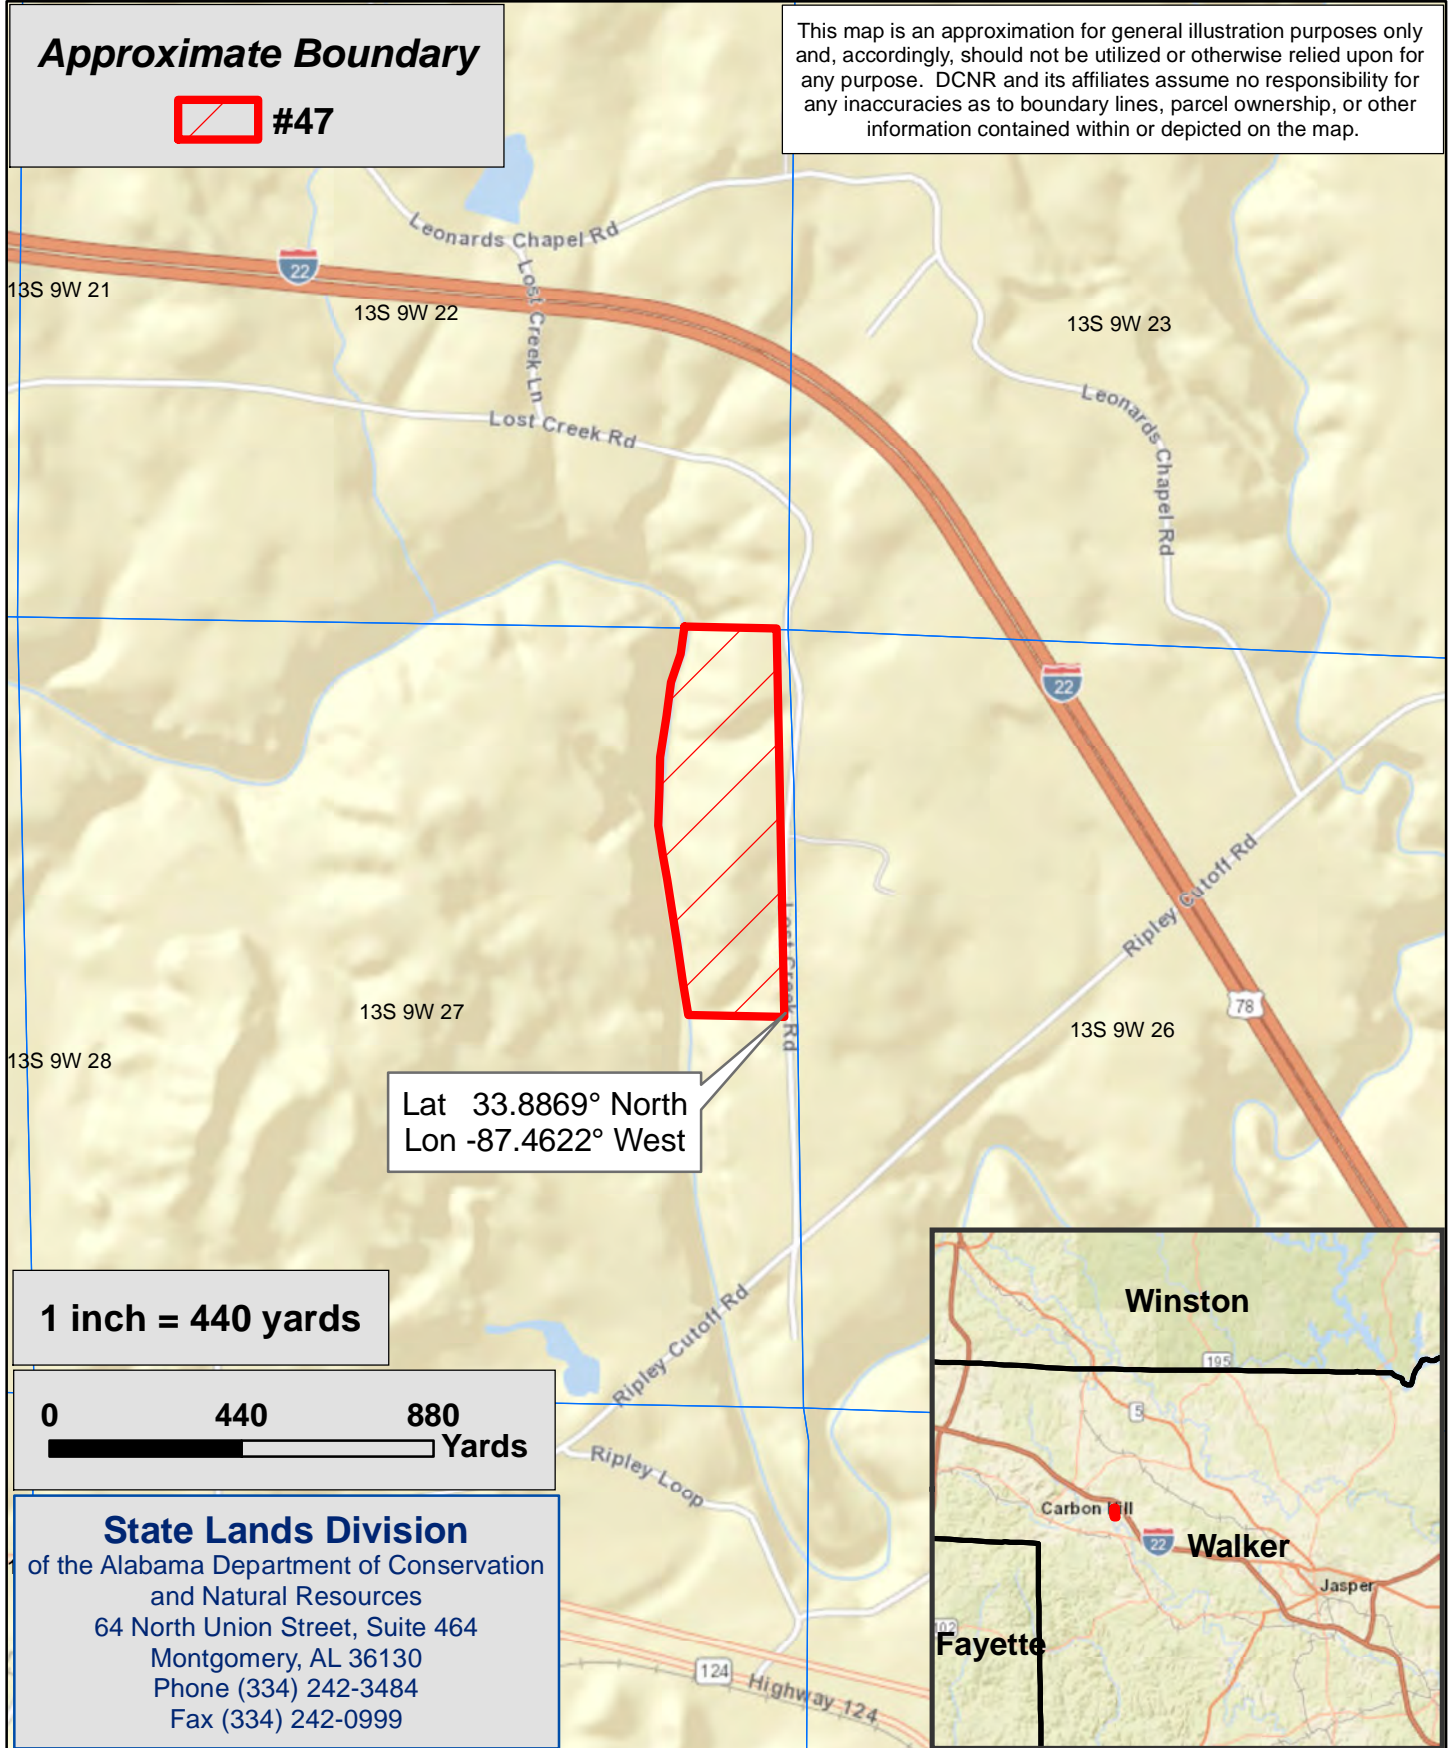 Approximate Boundary
#47
This map is an approximation for general illustration purposes only
and, accordingly, should not be utilized or otherwise relied upon for
any purpose. DCNR and its affiliates assume no responsibility for
any inaccuracies as to boundary lines, parcel ownership, or other
information contained within or depicted on the map.
Leonards Chapel Rd
22
13S 9W 21
13S 9W 22
Lost Creek Ln
13S 9W 23
Lost Creek Rd
Leonards Chapel Rd
22
Ripley Cutoff Rd
Lost Creek Rd
78
13S 9W 27
13S 9W 26
13S 9W 28
Lat 33.8869° North
Lon -87.4622° West
Ripley Cutoff Rd
Ripley Loop
1 inch = 440 yards
0 440 880
Yards
State Lands Division
of the Alabama Department of Conservation
and Natural Resources
64 North Union Street, Suite 464
Montgomery, AL 36130
Phone (334) 242-3484
Fax (334) 242-0999
124
Highway 124
Winston
195
5
Carbon Hill
22
Walker
Jasper
102
Fayette